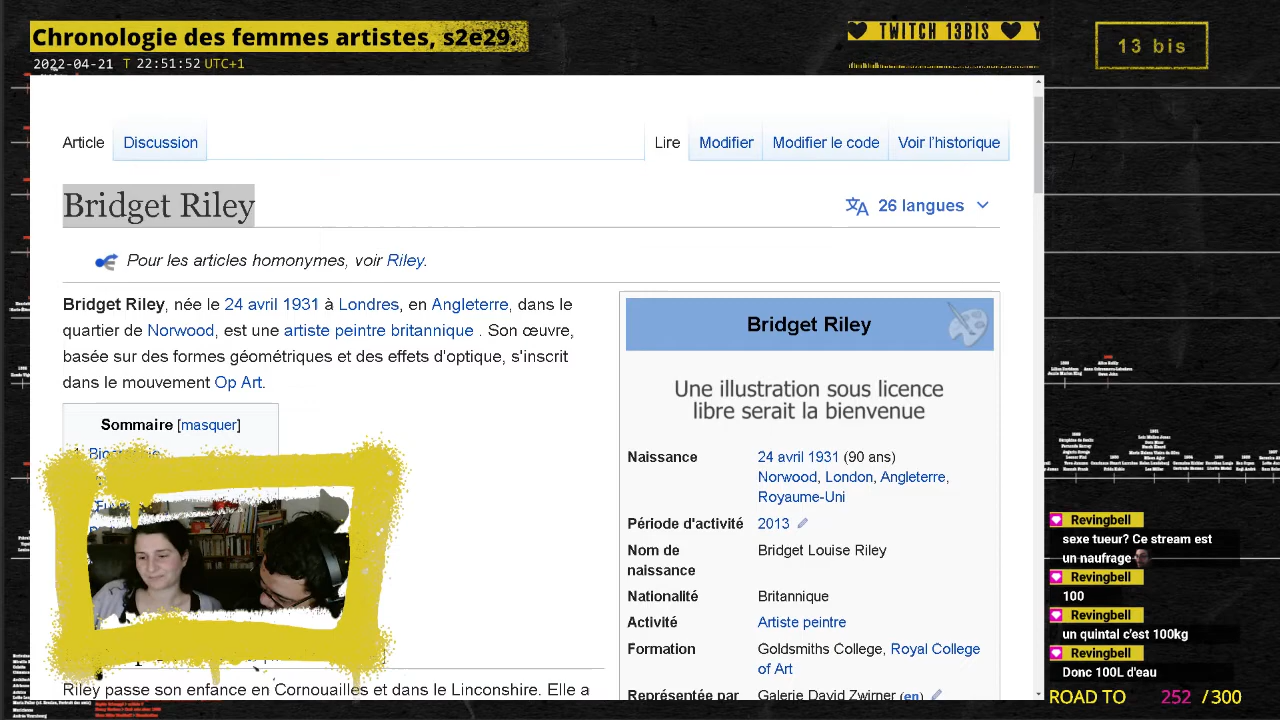 Chronologie des femmes artistes, s2e29
TWITCH 13BIS
13 bis
2022-04-21 T 22:51:52 UTC+1
Article
Discussion
Lire
Modifier
Modifier le code
Voir l'historique
Bridget Riley
26 langues
Pour les articles homonymes, voir Riley.
Bridget Riley, née le 24 avril 1931 à Londres, en Angleterre, dans le
quartier de Norwood, est une artiste peintre britannique . Son œuvre,
basée sur des formes géométriques et des effets d'optique, s'inscrit
dans le mouvement Op Art.
Sommaire [masquer]
Bridget Riley
Une illustration sous licence
libre serait la bienvenue
Naissance
24 avril 1931 (90 ans)
Norwood, London, Angleterre,
Royaume-Uni
Période d'activité
2013
Nom de
naissance
Bridget Louise Riley
Nationalité
Britannique
Activité
Artiste peintre
Formation
Goldsmiths College, Royal College
of Art
Représentée par
Galerie David Zwirner (en)
Riley passe son enfance en Cornouailles et dans le Linconshire. Elle a
Revingbell
sexe tueur? Ce stream est
un naufrage
Revingbell
100
Revingbell
un quintal c'est 100kg
Revingbell
Donc 100L d'eau
ROAD TO 252 / 300